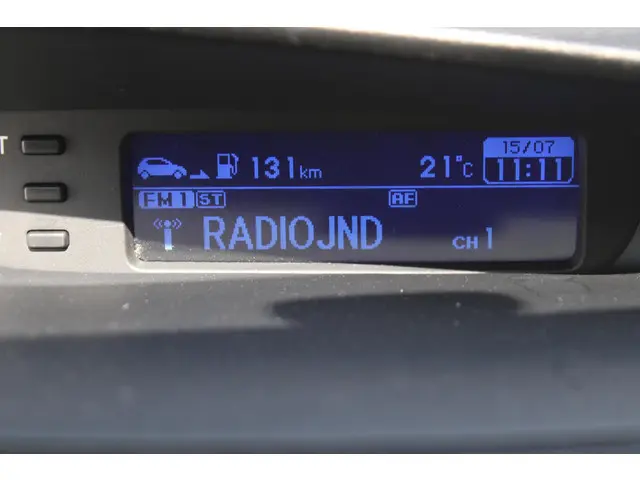 T
15/07
131km 21°C 11:11
FM1 ST AF
RADIOJND CH1